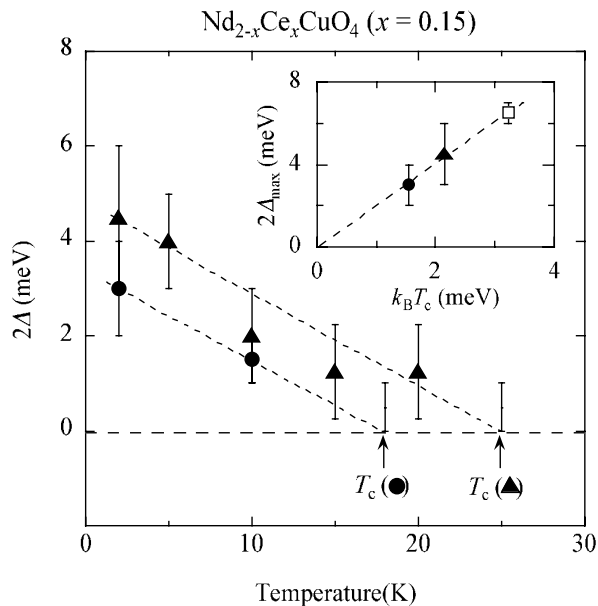 Nd₂₋ₓCeₓCuO₄ (x = 0.15)
8
6
4
2
0
2Δ (meV)
8
4
0
2Δmax (meV)
0
2
4
kBTc (meV)
Tc (●)
Tc (▲)
0
10
20
30
Temperature(K)